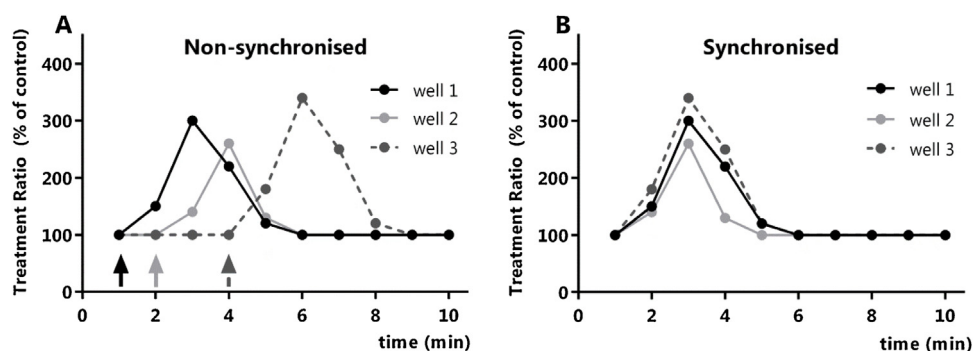 A
Non-synchronised
Treatment Ratio (% of control)
400
300
200
100
0
well 1
well 2
well 3
0 2 4 6 8 10
time (min)
B
Synchronised
Treatment Ratio (% of control)
400
300
200
100
0
well 1
well 2
well 3
0 2 4 6 8 10
time (min)